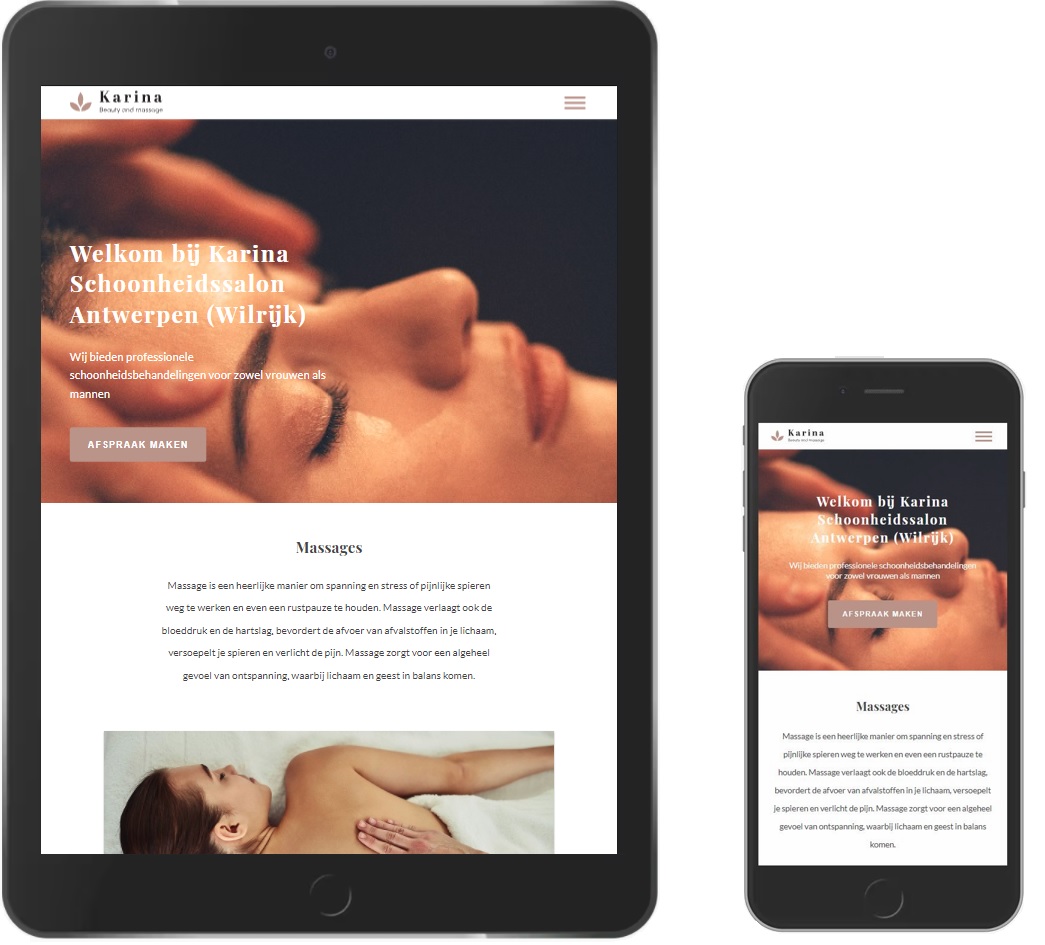 Karina
Beauty and massage
Welkom bij Karina
Schoonheidssalon
Antwerpen (Wilrijk)
Wij bieden professionele
schoonheidsbehandelingen voor zowel vrouwen als
mannen
AFSPRAAK MAKEN
Massages
Massage is een heerlijke manier om spanning en stress of pijnlijke spieren
weg te werken en even een rustpauze te houden. Massage verlaagt ook de
bloeddruk en de hartslag, bevordert de afvoer van afvalstoffen in je lichaam,
versoepelt je spieren en verlicht de pijn. Massage zorgt voor een algeheel
gevoel van ontspanning, waarbij lichaam en geest in balans komen.
Karina
Beauty and massage
Welkom bij Karina
Schoonheidssalon
Antwerpen (Wilrijk)
Wij bieden professionele schoonheidsbehandelingen
voor zowel vrouwen als mannen
AFSPRAAK MAKEN
Massages
Massage is een heerlijke manier om spanning en stress of
pijnlijke spieren weg te werken en even een rustpauze te
houden. Massage verlaagt ook de bloeddruk en de hartslag,
bevordert de afvoer van afvalstoffen in je lichaam, versoepelt
je spieren en verlicht de pijn. Massage zorgt voor een algeheel
gevoel van ontspanning, waarbij lichaam en geest in balans
komen.